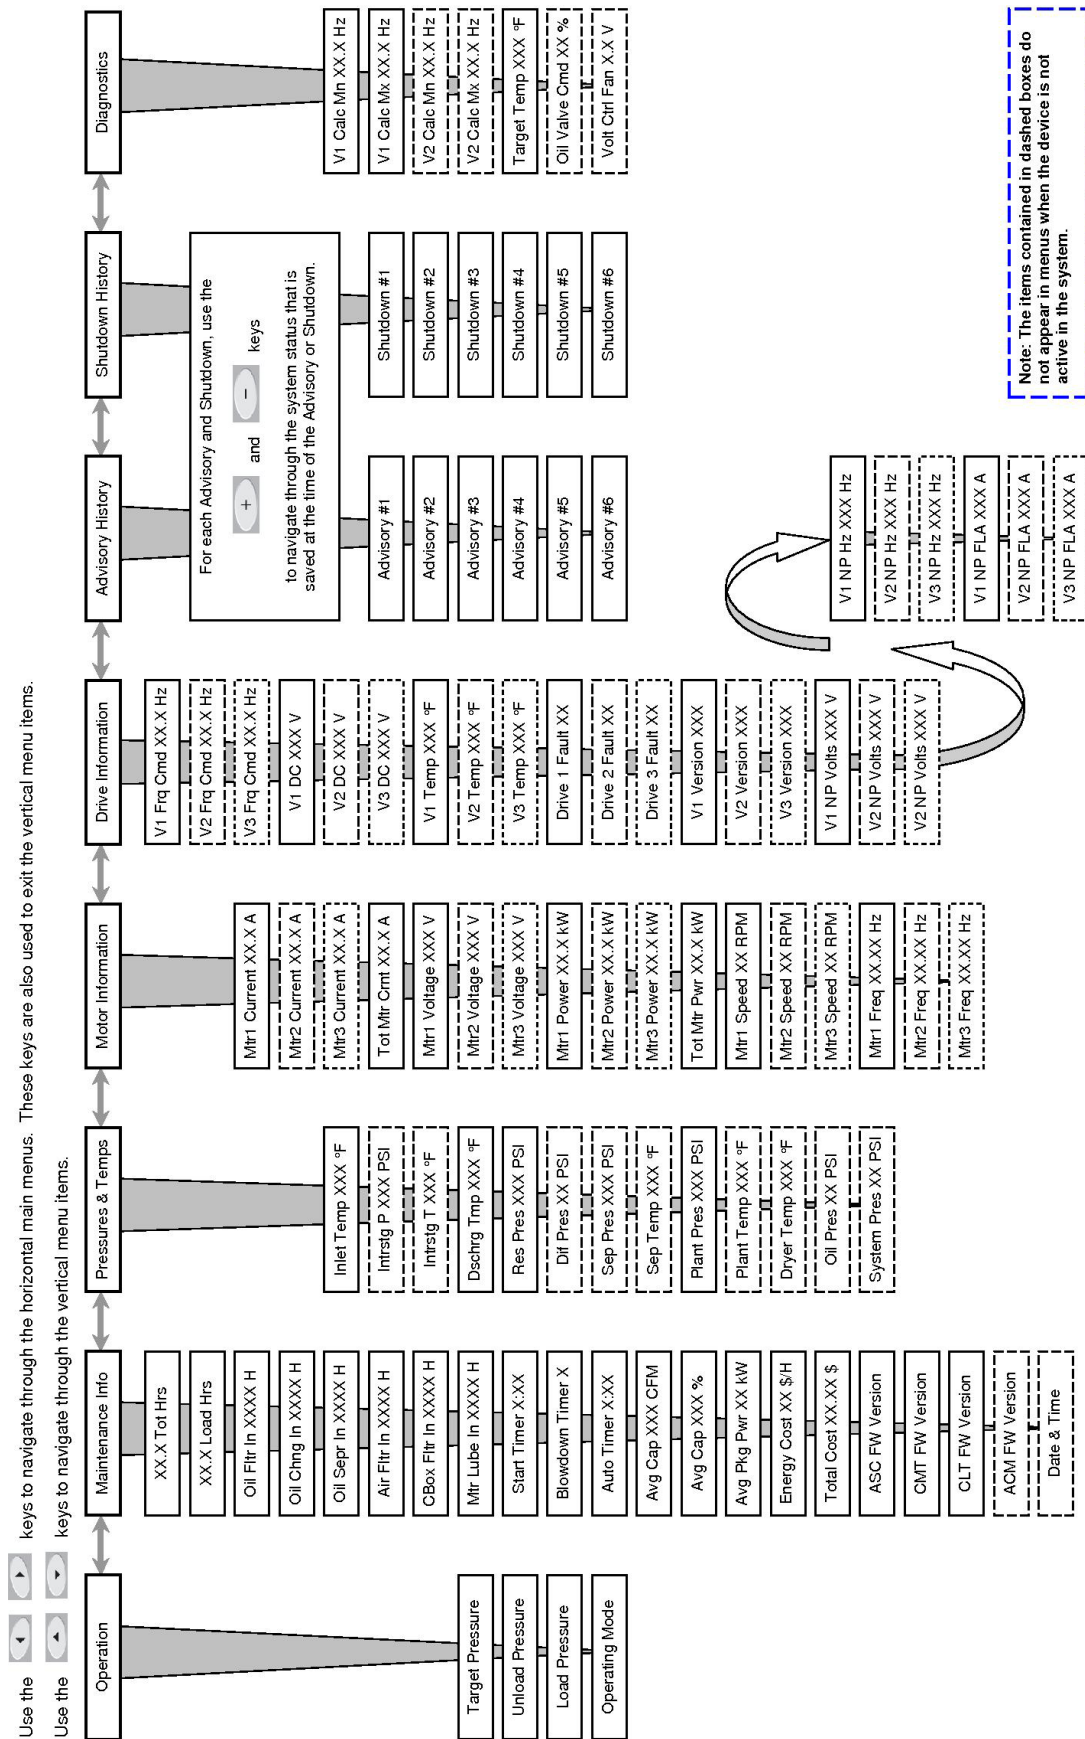 Use the ◄ ► keys to navigate through the horizontal main menus. These keys are also used to exit the vertical menu items.
Use the ▲ ▼ keys to navigate through the vertical menu items.
Operation
Target Pressure
Unload Pressure
Load Pressure
Operating Mode
Maintenance Info
XX.X Tot Hrs
XX.X Load Hrs
Oil Fltr In XXXX H
Oil Chng In XXXX H
Oil Sepr In XXXX H
Air Fltr In XXXX H
CBox Fltr In XXXX H
Mtr Lube In XXXX H
Start Timer X:XX
Blowdown Timer X
Auto Timer X:XX
Avg Cap XXX CFM
Avg Cap XXX %
Avg Pkg Pwr XX kW
Energy Cost XX $/H
Total Cost XX.XX $
ASC FW Version
CMT FW Version
CLT FW Version
ACM FW Version
Date & Time
Pressures & Temps
Inlet Temp XXX ºF
Intrstg P XXX PSI
Intrstg T XXX ºF
Dschrg Tmp XXX ºF
Res Pres XXX PSI
Dif Pres XX PSI
Sep Pres XXX PSI
Sep Temp XXX ºF
Plant Pres XXX PSI
Plant Temp XXX ºF
Dryer Temp XXX ºF
Oil Pres XX PSI
System Pres XX PSI
Motor Information
Mtr1 Current XX.X A
Mtr2 Current XX.X A
Mtr3 Current XX.X A
Tot Mtr Crnt XX.X A
Mtr1 Voltage XXX V
Mtr2 Voltage XXX V
Mtr3 Voltage XXX V
Mtr1 Power XX.X kW
Mtr2 Power XX.X kW
Mtr3 Power XX.X kW
Tot Mtr Pwr XX.X kW
Mtr1 Speed XX RPM
Mtr2 Speed XX RPM
Mtr3 Speed XX RPM
Mtr1 Freq XX.XX Hz
Mtr2 Freq XX.XX Hz
Mtr3 Freq XX.XX Hz
Drive Information
V1 Frq Cmd XX.X Hz
V2 Frq Cmd XX.X Hz
V3 Frq Cmd XX.X Hz
V1 DC XXX V
V2 DC XXX V
V3 DC XXX V
V1 Temp XXX ºF
V2 Temp XXX ºF
V3 Temp XXX ºF
Drive 1 Fault XX
Drive 2 Fault XX
Drive 3 Fault XX
V1 Version XXX
V2 Version XXX
V3 Version XXX
V1 NP Volts XXX V
V2 NP Volts XXX V
V2 NP Volts XXX V
V1 NP Hz XXX Hz
V2 NP Hz XXX Hz
V3 NP Hz XXX Hz
V1 NP FLA XXX A
V2 NP FLA XXX A
V3 NP FLA XXX A
Advisory History
Shutdown History
For each Advisory and Shutdown, use the
+ and − keys
to navigate through the system status that is
saved at the time of the Advisory or Shutdown.
Advisory #1
Advisory #2
Advisory #3
Advisory #4
Advisory #5
Advisory #6
Shutdown #1
Shutdown #2
Shutdown #3
Shutdown #4
Shutdown #5
Shutdown #6
Diagnostics
V1 Calc Mn XX.X Hz
V1 Calc Mx XX.X Hz
V2 Calc Mn XX.X Hz
V2 Calc Mx XX.X Hz
Target Temp XXX ºF
Oil Valve Cmd XX %
Volt Ctrl Fan X.X V
Note: The items contained in dashed boxes do
not appear in menus when the device is not
active in the system.